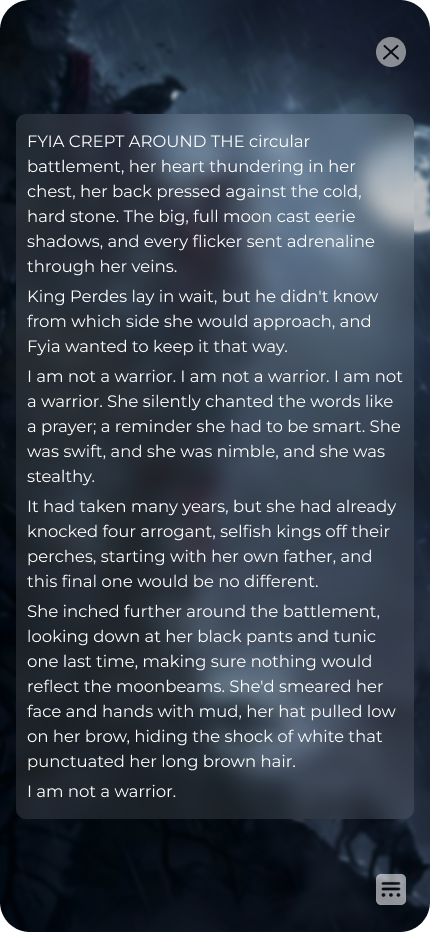 FYIA CREPT AROUND THE circular
battlement, her heart thundering in her
chest, her back pressed against the cold,
hard stone. The big, full moon cast eerie
shadows, and every flicker sent adrenaline
through her veins.
King Perdes lay in wait, but he didn't know
from which side she would approach, and
Fyia wanted to keep it that way.
I am not a warrior. I am not a warrior. I am not
a warrior. She silently chanted the words like
a prayer; a reminder she had to be smart. She
was swift, and she was nimble, and she was
stealthy.
It had taken many years, but she had already
knocked four arrogant, selfish kings off their
perches, starting with her own father, and
this final one would be no different.
She inched further around the battlement,
looking down at her black pants and tunic
one last time, making sure nothing would
reflect the moonbeams. She'd smeared her
face and hands with mud, her hat pulled low
on her brow, hiding the shock of white that
punctuated her long brown hair.
I am not a warrior.